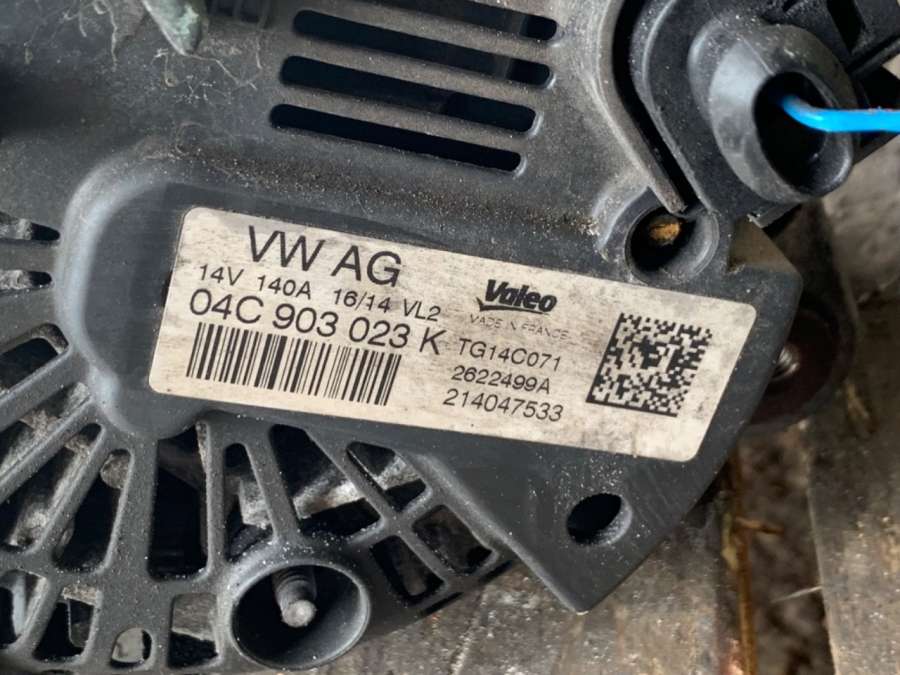 VW AG
14V 140A 16/14 VL2
04C 903 023 K
Valeo
MADE IN FRANCE
TG14C071
2622499A
214047533